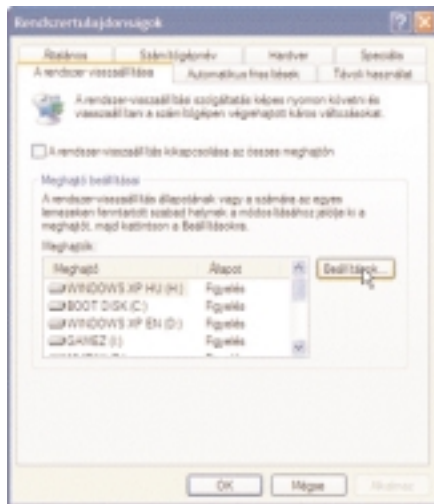 Rendszertulajdonságok
Általános Számítógépnév Hardver Speciális
A rendszer visszaállítása Automatikus frissítések Távoli használat
A rendszer-visszaállítás szolgáltatás képes nyomon követni és
visszaállítani a számítógépen végrehajtott káros változásokat.
A rendszer-visszaállítás kikapcsolása az összes meghajtón
Meghajtó beállításai
A rendszer-visszaállítás állapotának vagy a számára az egyes
lemezeken fenntartott szabad helynek a módosításához jelölje ki a
meghajtót, majd kattintson a Beállításokra.
Meghajtók:
Meghajtó Állapot
WINDOWS XP HU (H:) Figyelés
BOOT DISK (C:) Figyelés
WINDOWS XP EN (D:) Figyelés
GAMEZ (I:) Figyelés
Beállítások...
OK Mégse Alkalmaz